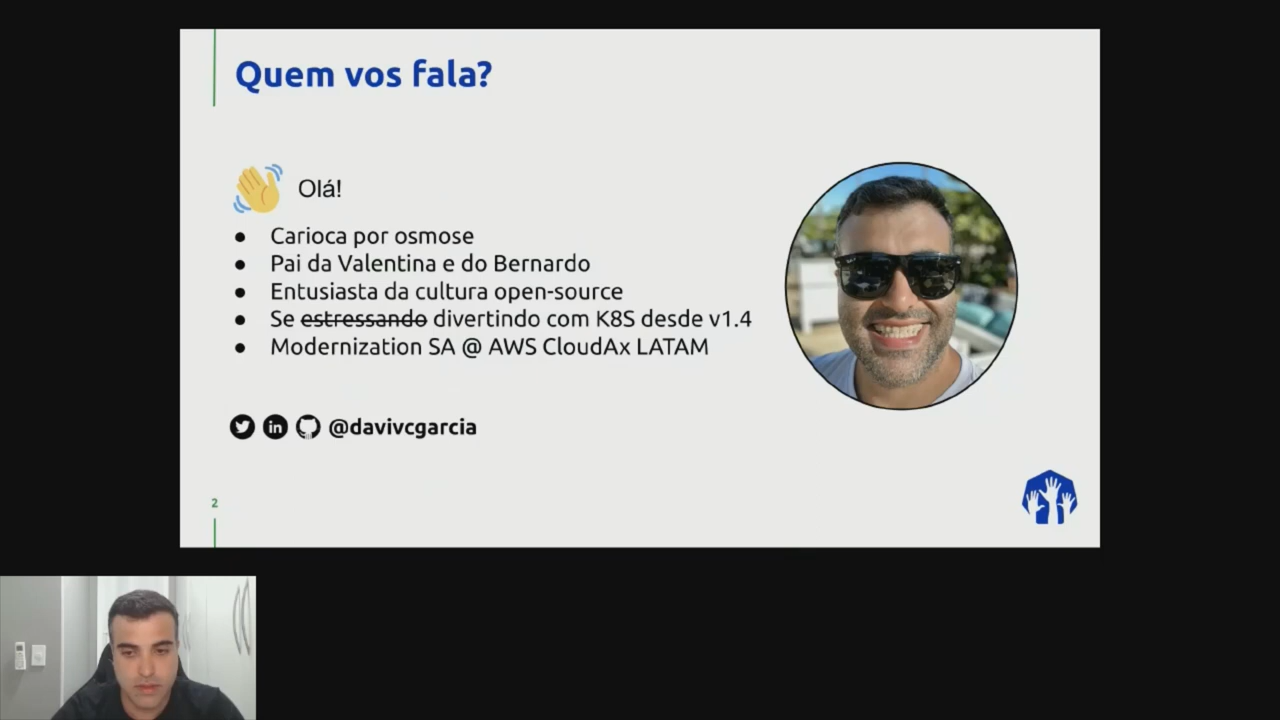 Quem vos fala?
Olá!
● Carioca por osmose
● Pai da Valentina e do Bernardo
● Entusiasta da cultura open-source
● Se estressando divertindo com K8S desde v1.4
● Modernization SA @ AWS CloudAx LATAM
in @davivcgarcia
2